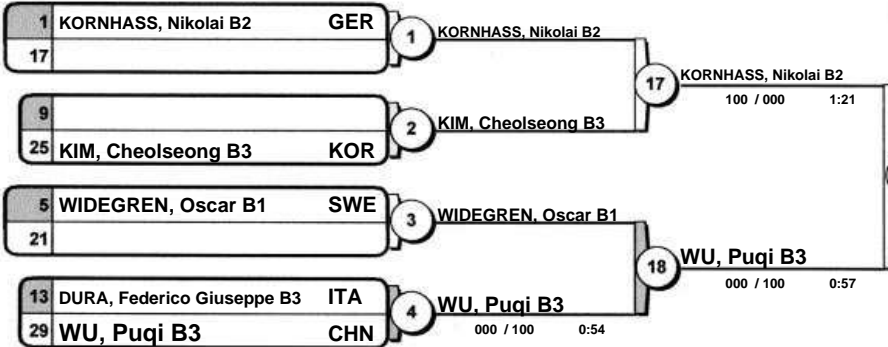 1 KORNHASS, Nikolai B2 GER
17
1
KORNHASS, Nikolai B2
9
25 KIM, Cheolseong B3 KOR
2
KIM, Cheolseong B3
17
KORNHASS, Nikolai B2
100 / 000 1:21
5 WIDEGREN, Oscar B1 SWE
21
3
WIDEGREN, Oscar B1
13 DURA, Federico Giuseppe B3 ITA
29 WU, Puqi B3 CHN
4
WU, Puqi B3
000 / 100 0:54
18
WU, Puqi B3
000 / 100 0:57